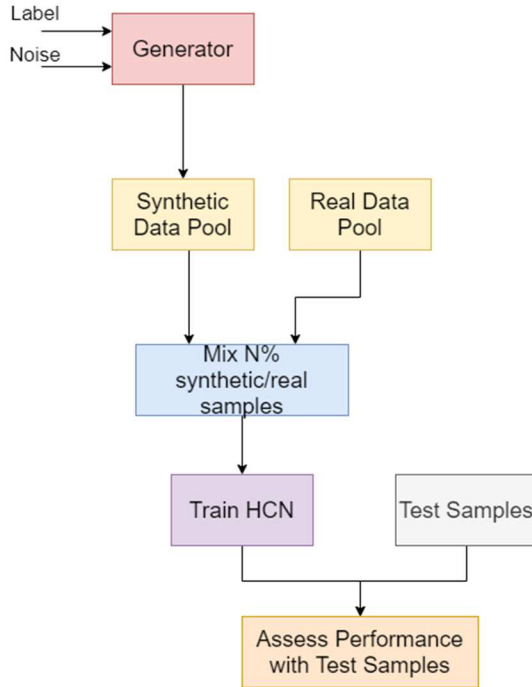 Label
Noise
Generator
Synthetic
Data Pool
Real Data
Pool
Mix N%
synthetic/real
samples
Train HCN
Test Samples
Assess Performance
with Test Samples